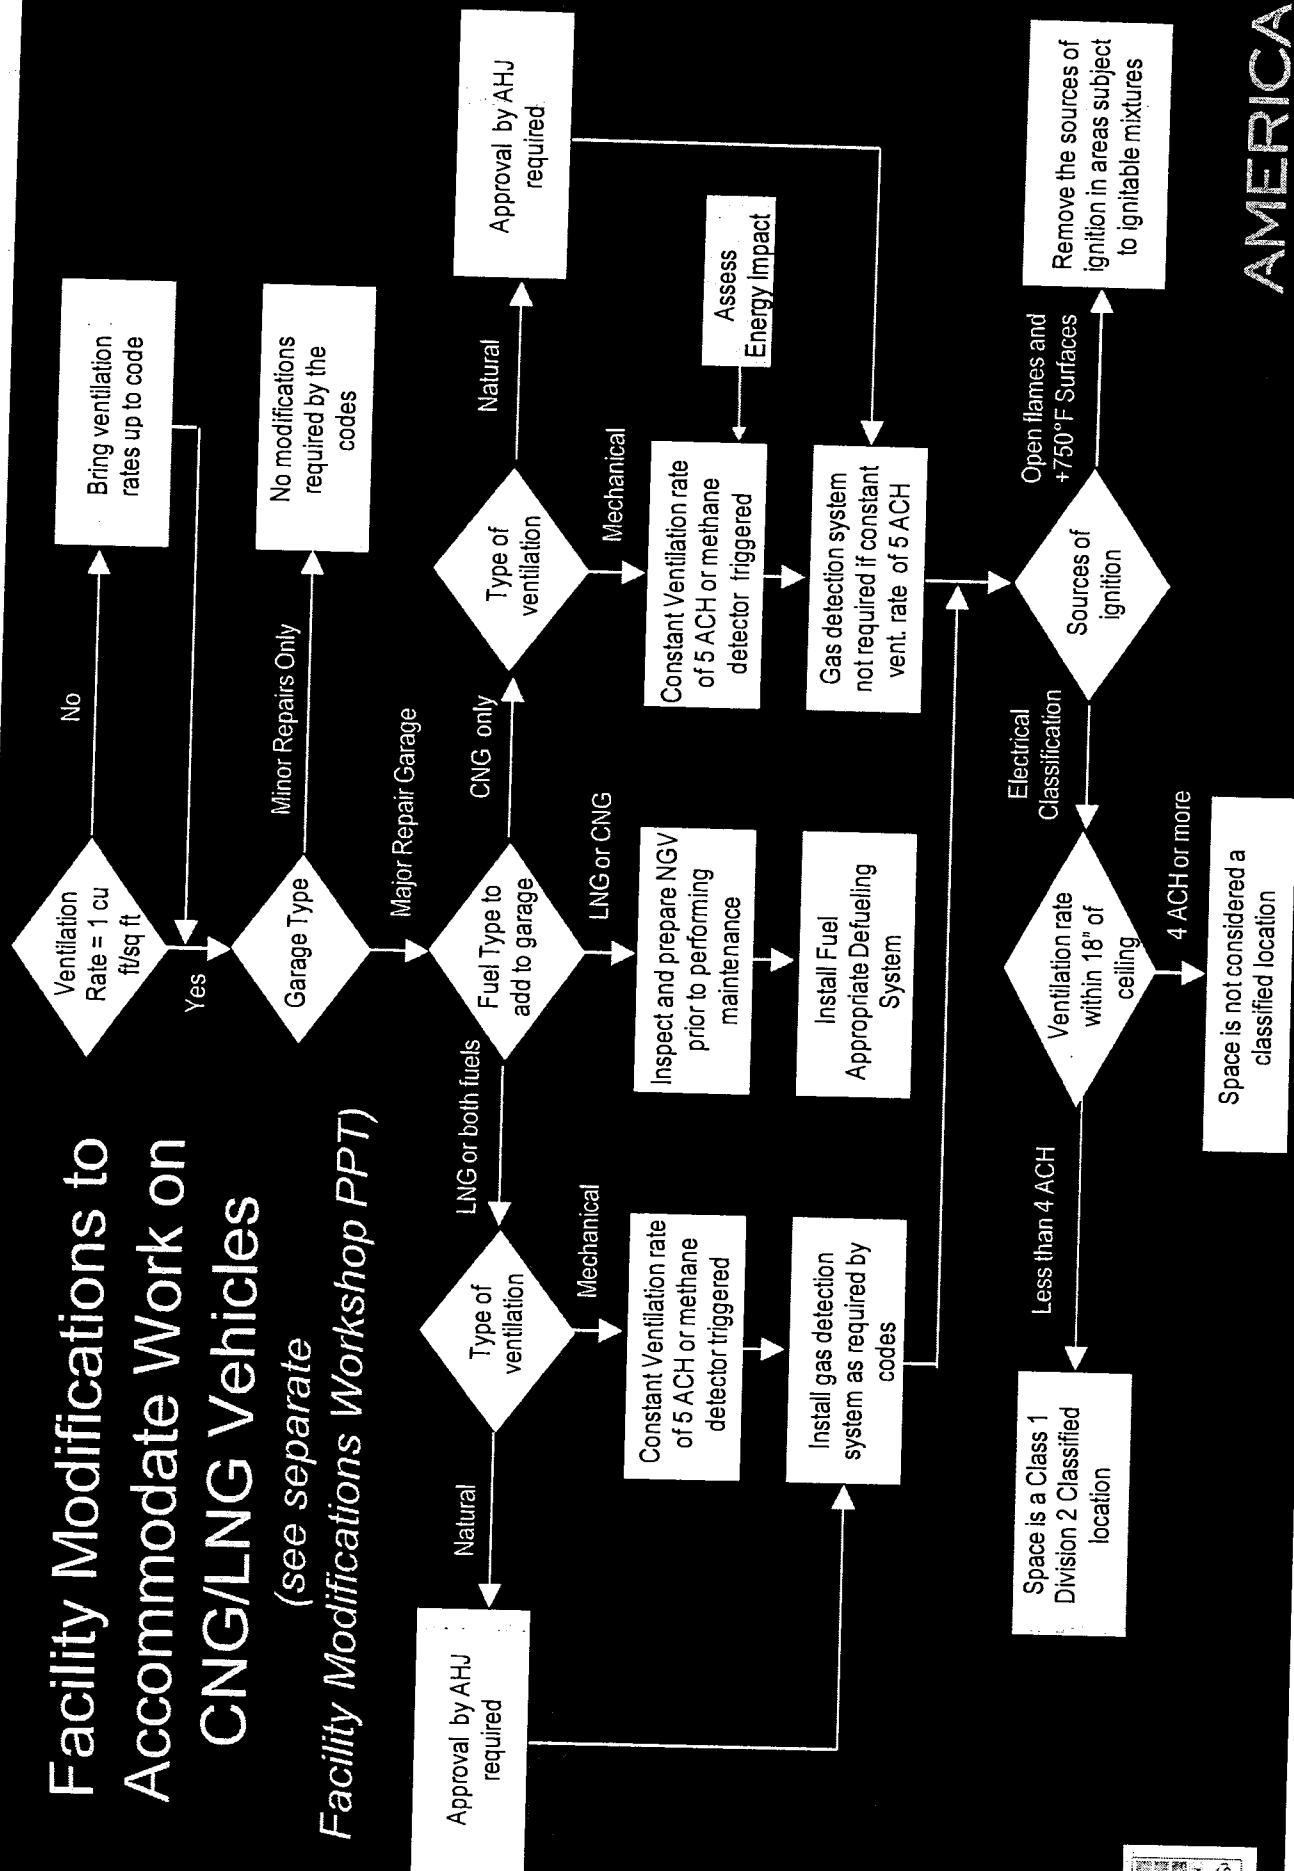 Facility Modifications to
Accommodate Work on
CNG/LNG Vehicles
(see separate
Facility Modifications Workshop PPT)
Ventilation
Rate = 1 cu
ft/sq ft
No
Bring ventilation
rates up to code
Yes
Garage Type
Minor Repairs Only
No modifications
required by the
codes
Major Repair Garage
Fuel Type to
add to garage
LNG or both fuels
CNG only
LNG or CNG
Type of
ventilation
Natural
Approval by AHJ
required
Mechanical
Constant Ventilation rate
of 5 ACH or methane
detector triggered
Install gas detection
system as required by
codes
Inspect and prepare NGV
prior to performing
maintenance
Install Fuel
Appropriate Defueling
System
Type of
ventilation
Natural
Approval by AHJ
required
Mechanical
Constant Ventilation rate
of 5 ACH or methane
detector triggered
Assess
Energy Impact
Gas detection system
not required if constant
vent. rate of 5 ACH
Sources of
ignition
Open flames and
+750°F Surfaces
Remove the sources of
ignition in areas subject
to ignitable mixtures
Electrical
Classification
Ventilation rate
within 18" of
ceiling
Less than 4 ACH
Space is a Class 1
Division 2 Classified
location
4 ACH or more
Space is not considered a
classified location
AMERICA